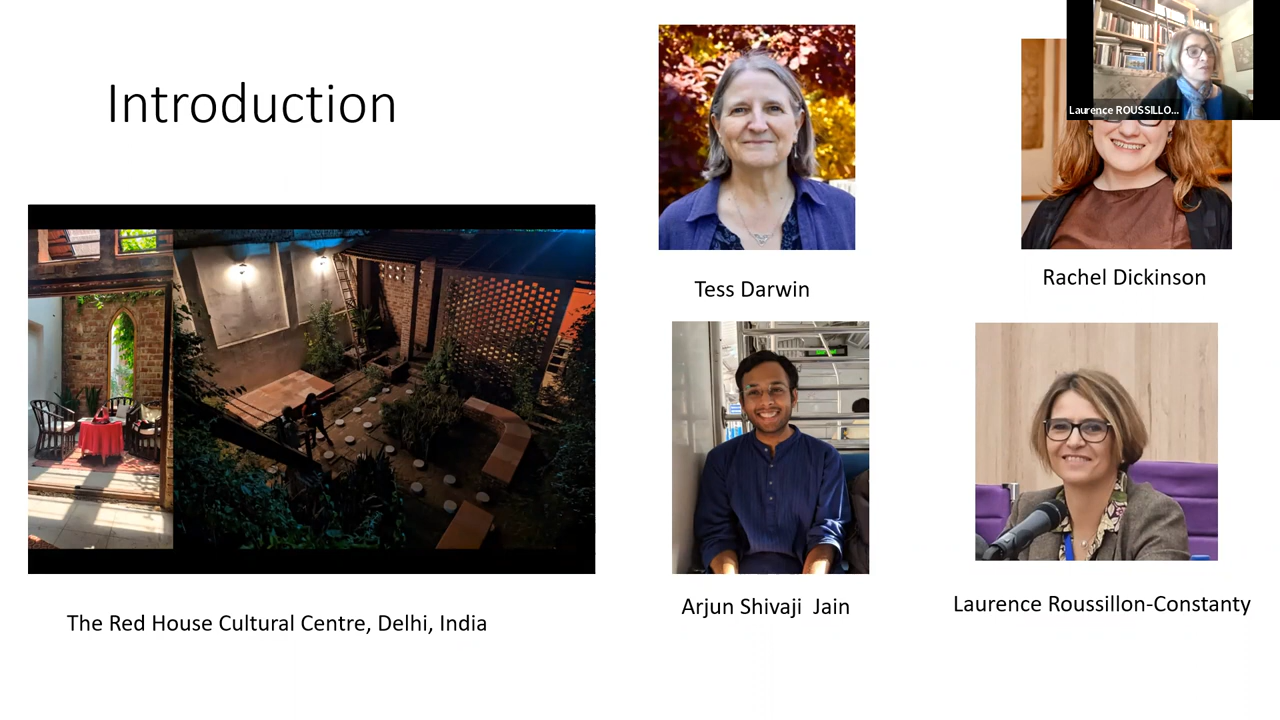 Introduction
Laurence ROUSSILLO...
Tess Darwin
Rachel Dickinson
Arjun Shivaji Jain
Laurence Roussillon-Constanty
The Red House Cultural Centre, Delhi, India